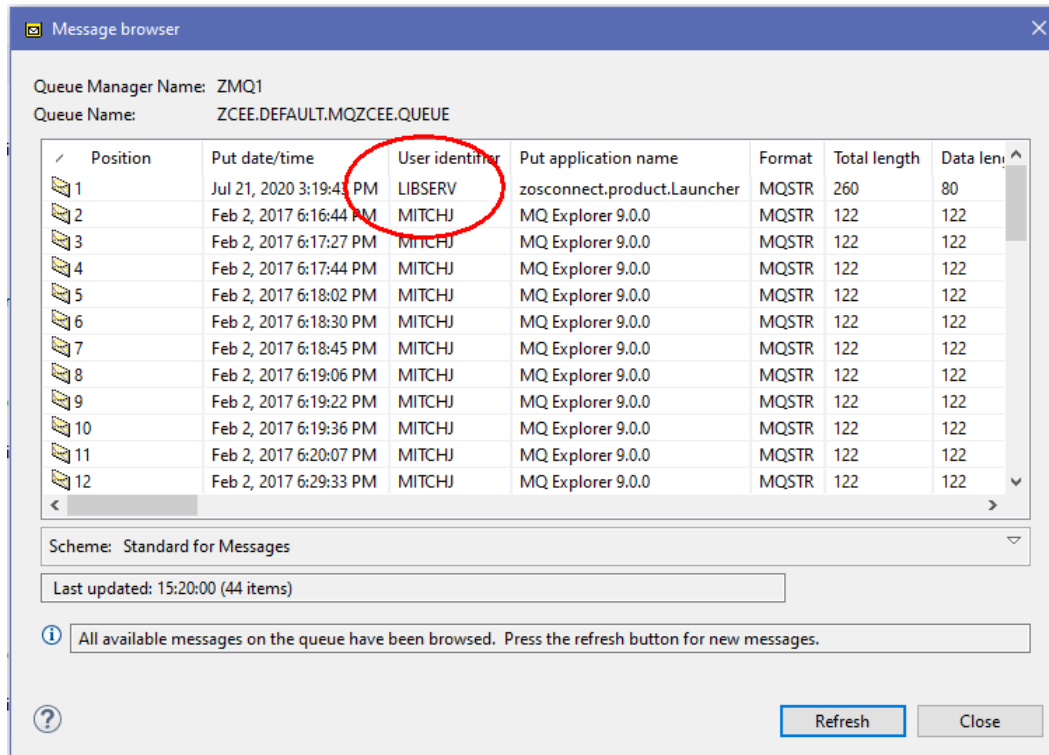 Message browser
Queue Manager Name: ZMQ1
Queue Name: ZCEE.DEFAULT.MQZCEE.QUEUE
Position Put date/time User identifier Put application name Format Total length Data len
1 Jul 21, 2020 3:19:43 PM LIBSERV zosconnect.product.Launcher MQSTR 260 80
2 Feb 2, 2017 6:16:44 PM MITCHJ MQ Explorer 9.0.0 MQSTR 122 122
3 Feb 2, 2017 6:17:27 PM MITCHJ MQ Explorer 9.0.0 MQSTR 122 122
4 Feb 2, 2017 6:17:44 PM MITCHJ MQ Explorer 9.0.0 MQSTR 122 122
5 Feb 2, 2017 6:18:02 PM MITCHJ MQ Explorer 9.0.0 MQSTR 122 122
6 Feb 2, 2017 6:18:30 PM MITCHJ MQ Explorer 9.0.0 MQSTR 122 122
7 Feb 2, 2017 6:18:45 PM MITCHJ MQ Explorer 9.0.0 MQSTR 122 122
8 Feb 2, 2017 6:19:06 PM MITCHJ MQ Explorer 9.0.0 MQSTR 122 122
9 Feb 2, 2017 6:19:22 PM MITCHJ MQ Explorer 9.0.0 MQSTR 122 122
10 Feb 2, 2017 6:19:36 PM MITCHJ MQ Explorer 9.0.0 MQSTR 122 122
11 Feb 2, 2017 6:20:07 PM MITCHJ MQ Explorer 9.0.0 MQSTR 122 122
12 Feb 2, 2017 6:29:33 PM MITCHJ MQ Explorer 9.0.0 MQSTR 122 122
Scheme: Standard for Messages
Last updated: 15:20:00 (44 items)
All available messages on the queue have been browsed. Press the refresh button for new messages.
Refresh Close